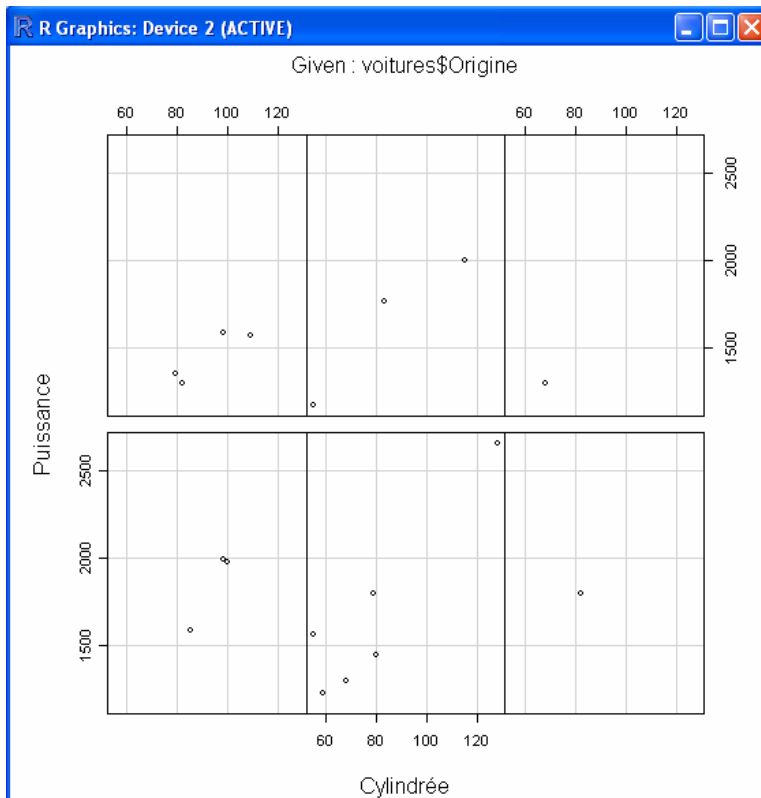 R R Graphics: Device 2 (ACTIVE)
Given : voitures$Origine
60 80 100 120 60 80 100 120
2500
2000
1500
Puissance
2500
2000
1500
60 80 100 120
Cylindrée